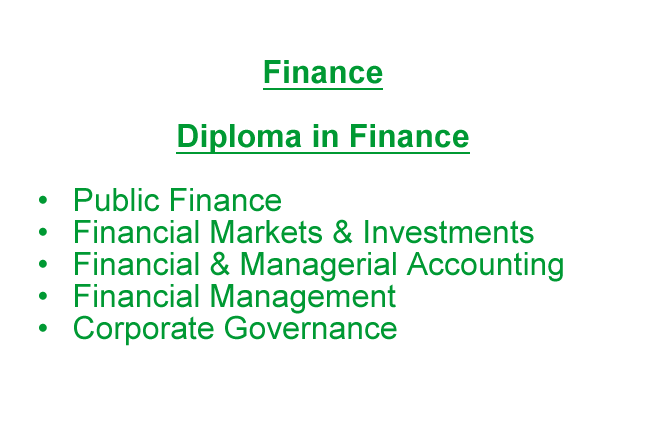 Finance
Diploma in Finance
• Public Finance
• Financial Markets & Investments
• Financial & Managerial Accounting
• Financial Management
• Corporate Governance